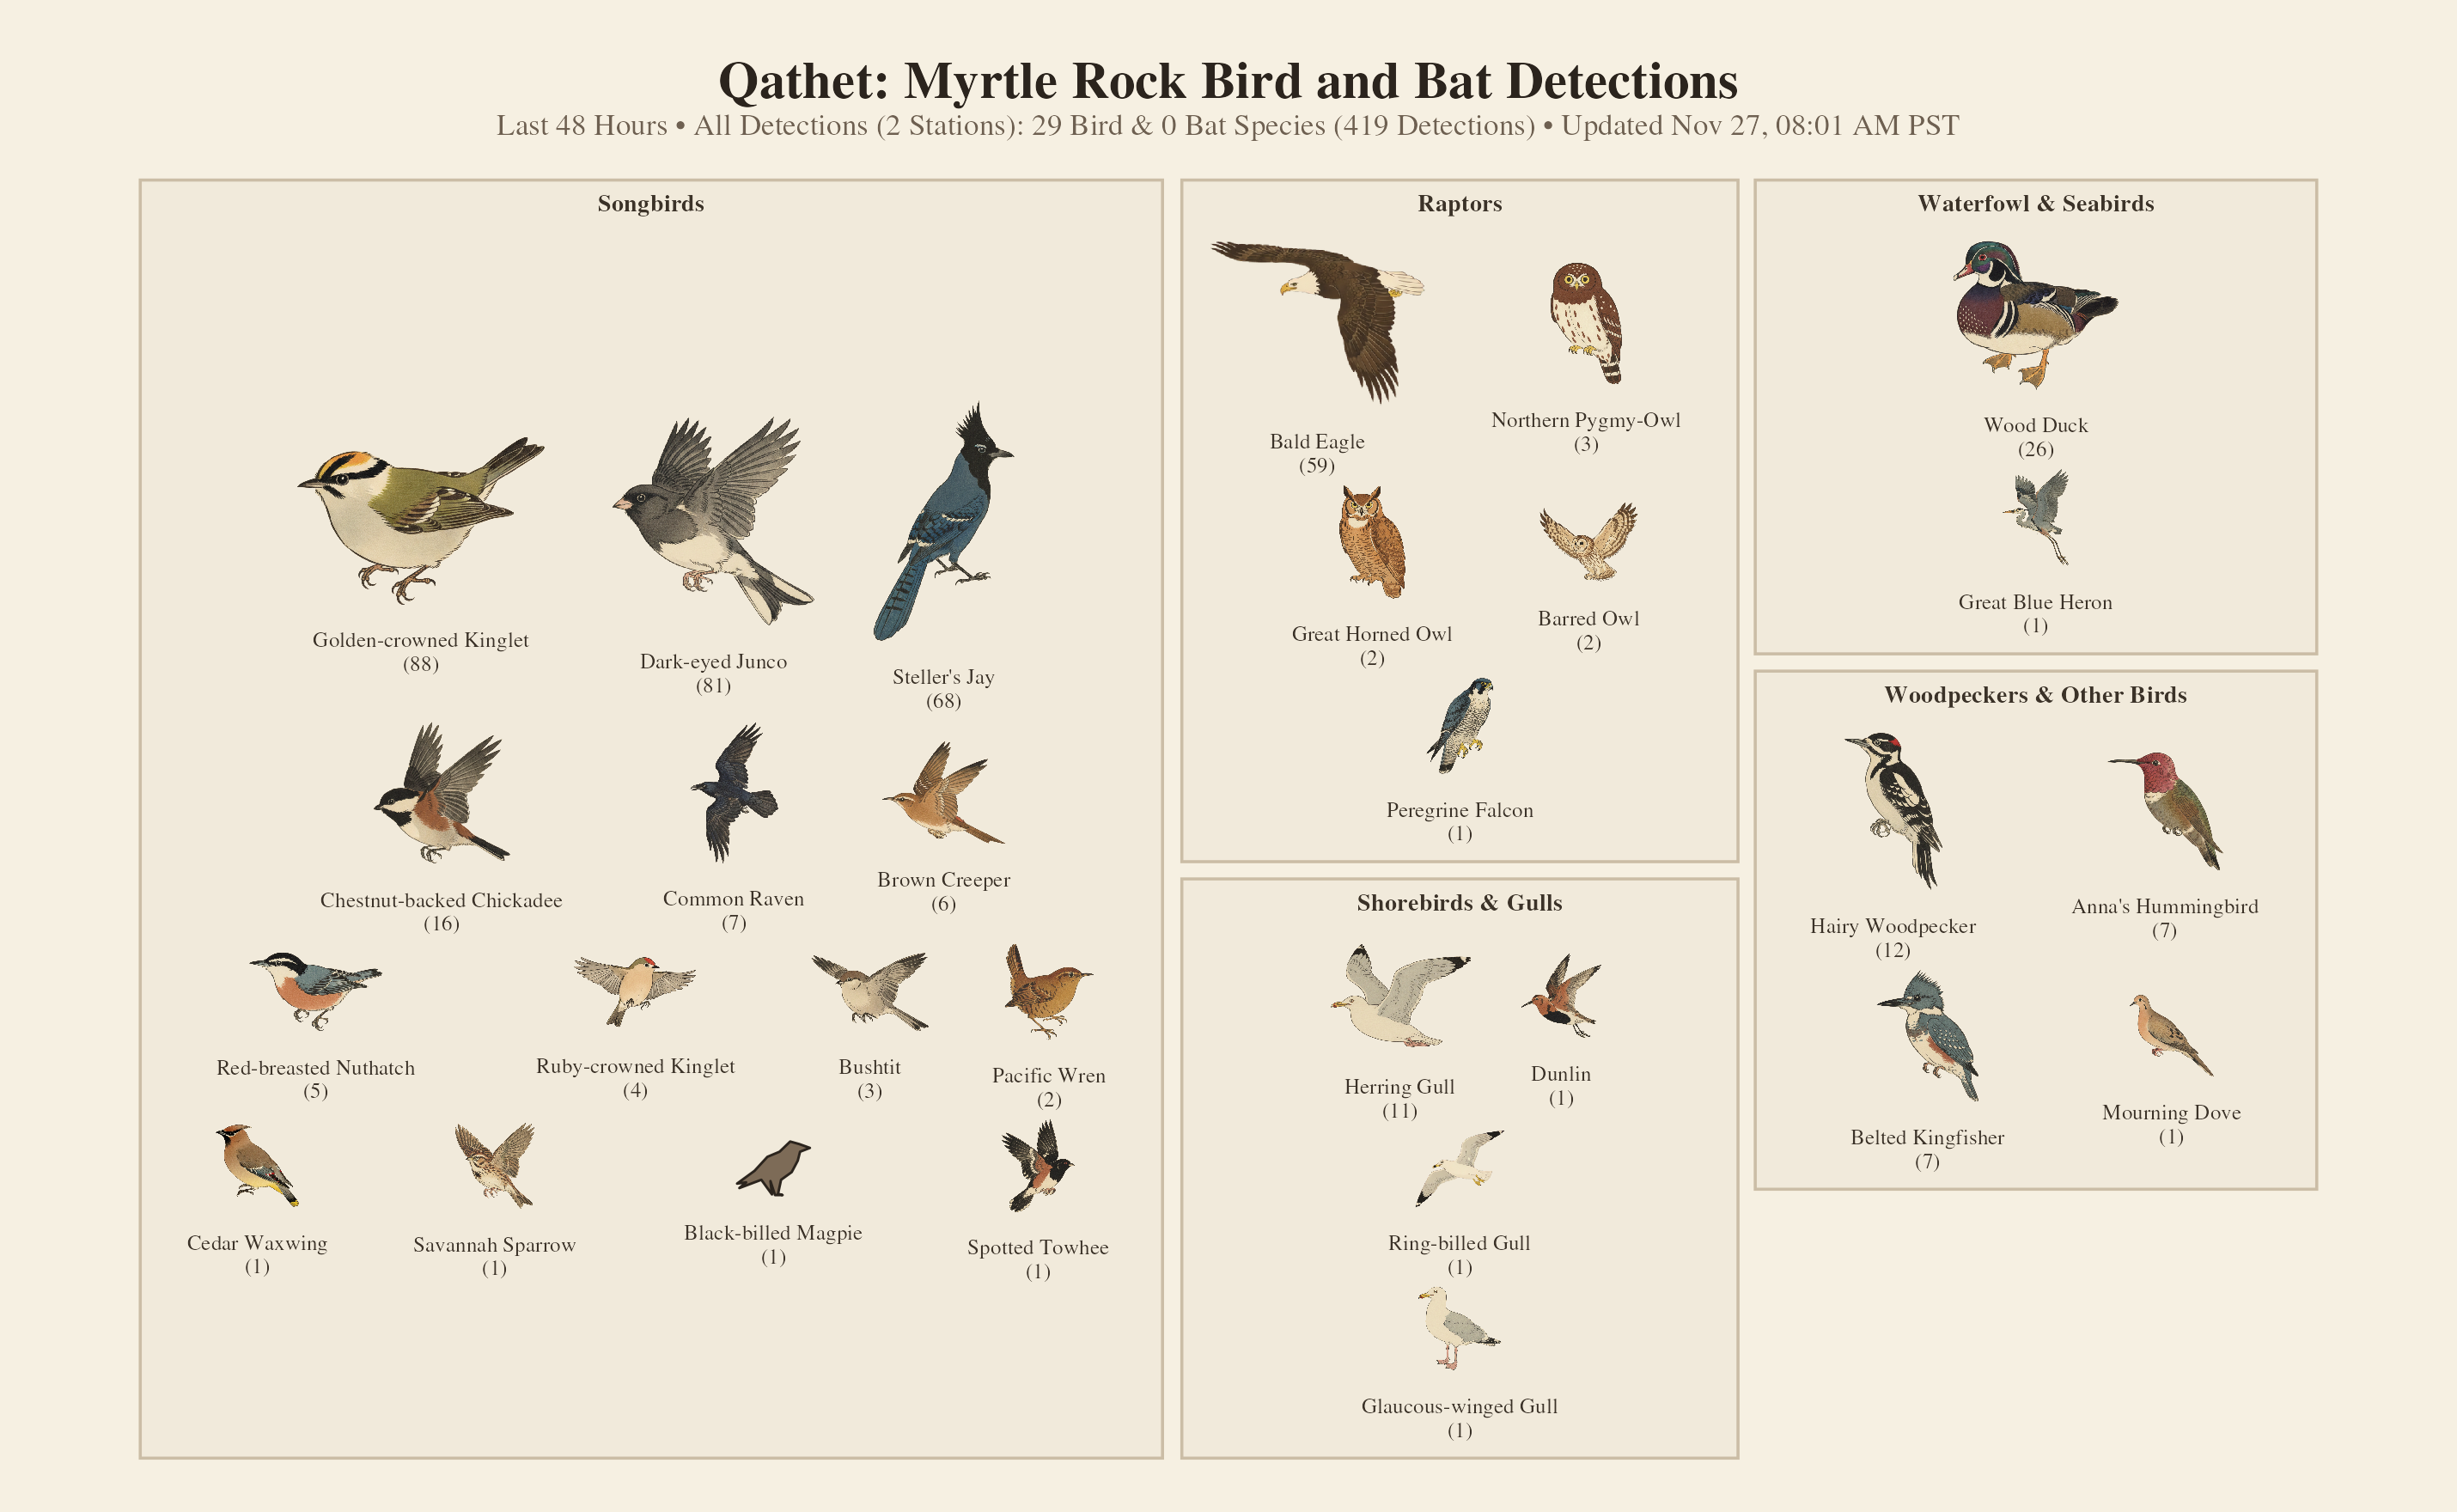 Qathet: Myrtle Rock Bird and Bat Detections
Last 48 Hours • All Detections (2 Stations): 29 Bird & 0 Bat Species (419 Detections) • Updated Nov 27, 08:01 AM PST
Songbirds
Golden-crowned Kinglet
(88)
Dark-eyed Junco
(81)
Steller's Jay
(68)
Chestnut-backed Chickadee
(16)
Common Raven
(7)
Brown Creeper
(6)
Red-breasted Nuthatch
(5)
Ruby-crowned Kinglet
(4)
Bushtit
(3)
Pacific Wren
(2)
Cedar Waxwing
(1)
Savannah Sparrow
(1)
Black-billed Magpie
(1)
Spotted Towhee
(1)
Raptors
Bald Eagle
(59)
Northern Pygmy-Owl
(3)
Great Horned Owl
(2)
Barred Owl
(2)
Peregrine Falcon
(1)
Shorebirds & Gulls
Herring Gull
(11)
Dunlin
(1)
Ring-billed Gull
(1)
Glaucous-winged Gull
(1)
Waterfowl & Seabirds
Wood Duck
(26)
Great Blue Heron
(1)
Woodpeckers & Other Birds
Hairy Woodpecker
(12)
Anna's Hummingbird
(7)
Belted Kingfisher
(7)
Mourning Dove
(1)